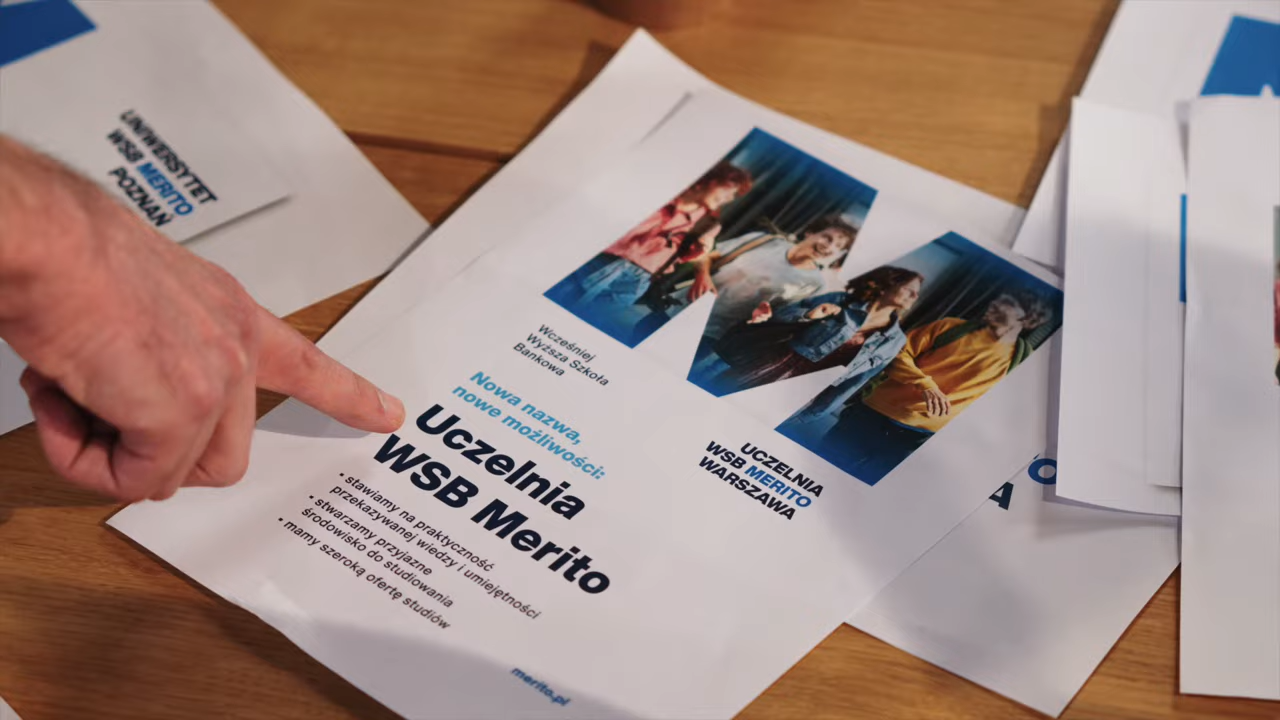 UNIWERSYTET
WSB MERITO
POZNAŃ
Wcześniej
Wyższa Szkoła
Bankowa
Nowa nazwa,
nowe możliwości:
Uczelnia
WSB Merito
• stawiamy na praktyczność
przekazywanej wiedzy i umiejętności
• stwarzamy przyjazne
środowisko do studiowania
• mamy szeroką ofertę studiów
merito.pl
UCZELNIA
WSB MERITO
WARSZAWA
O
A